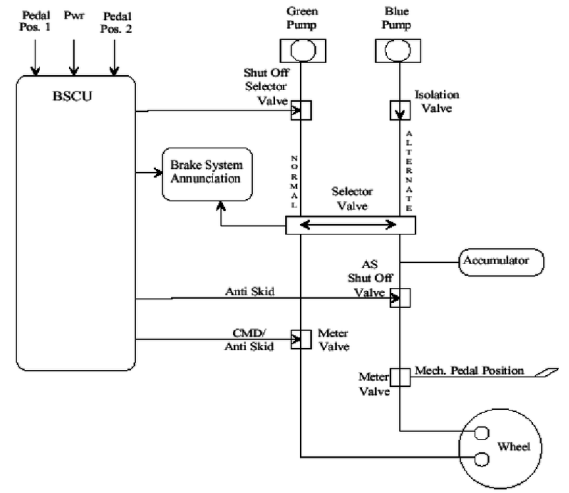 Pedal
Pos. 1
Pwr
Pedal
Pos. 2
Green
Pump
Blue
Pump
BSCU
Shut Off
Selector
Valve
Isolation
Valve
NORMAL
ALTERNATE
Brake System
Annunciation
Selector
Valve
Accumulator
AS
Shut Off
Valve
Anti Skid
CMD/
Anti Skid
Meter
Valve
Meter
Valve
Mech. Pedal Position
Wheel